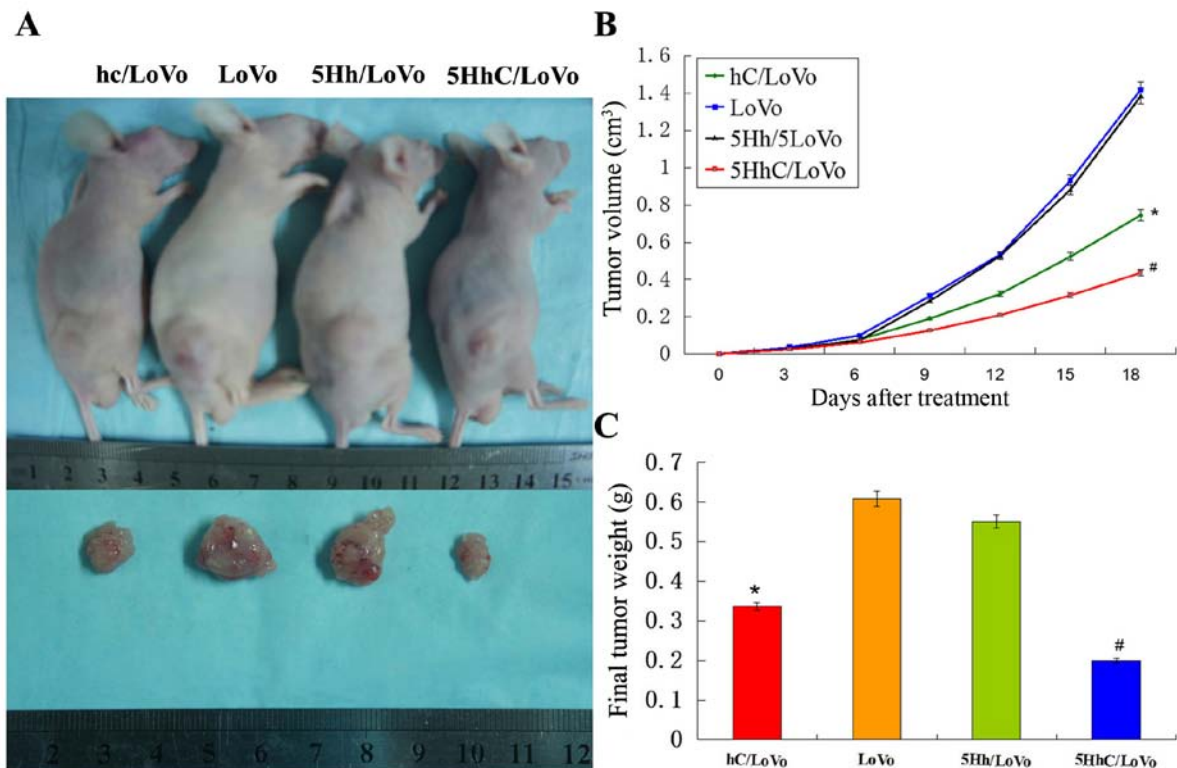 A
hc/LoVo LoVo 5Hh/LoVo 5HhC/LoVo
1 2 3 4 5 6 7 8 9 10 11 12 13 14 15
2 3 4 5 6 7 8 9 10 11 12
B
1.6
1.4
1.2
1
0.8
0.6
0.4
0.2
0
Tumor volume (cm³)
hC/LoVo
LoVo
5Hh/5LoVo
5HhC/LoVo
*
#
0 3 6 9 12 15 18
Days after treatment
C
0.7
0.6
0.5
0.4
0.3
0.2
0.1
0
Final tumor weight (g)
*
#
hC/LoVo LoVo 5Hh/LoVo 5HhC/LoVo